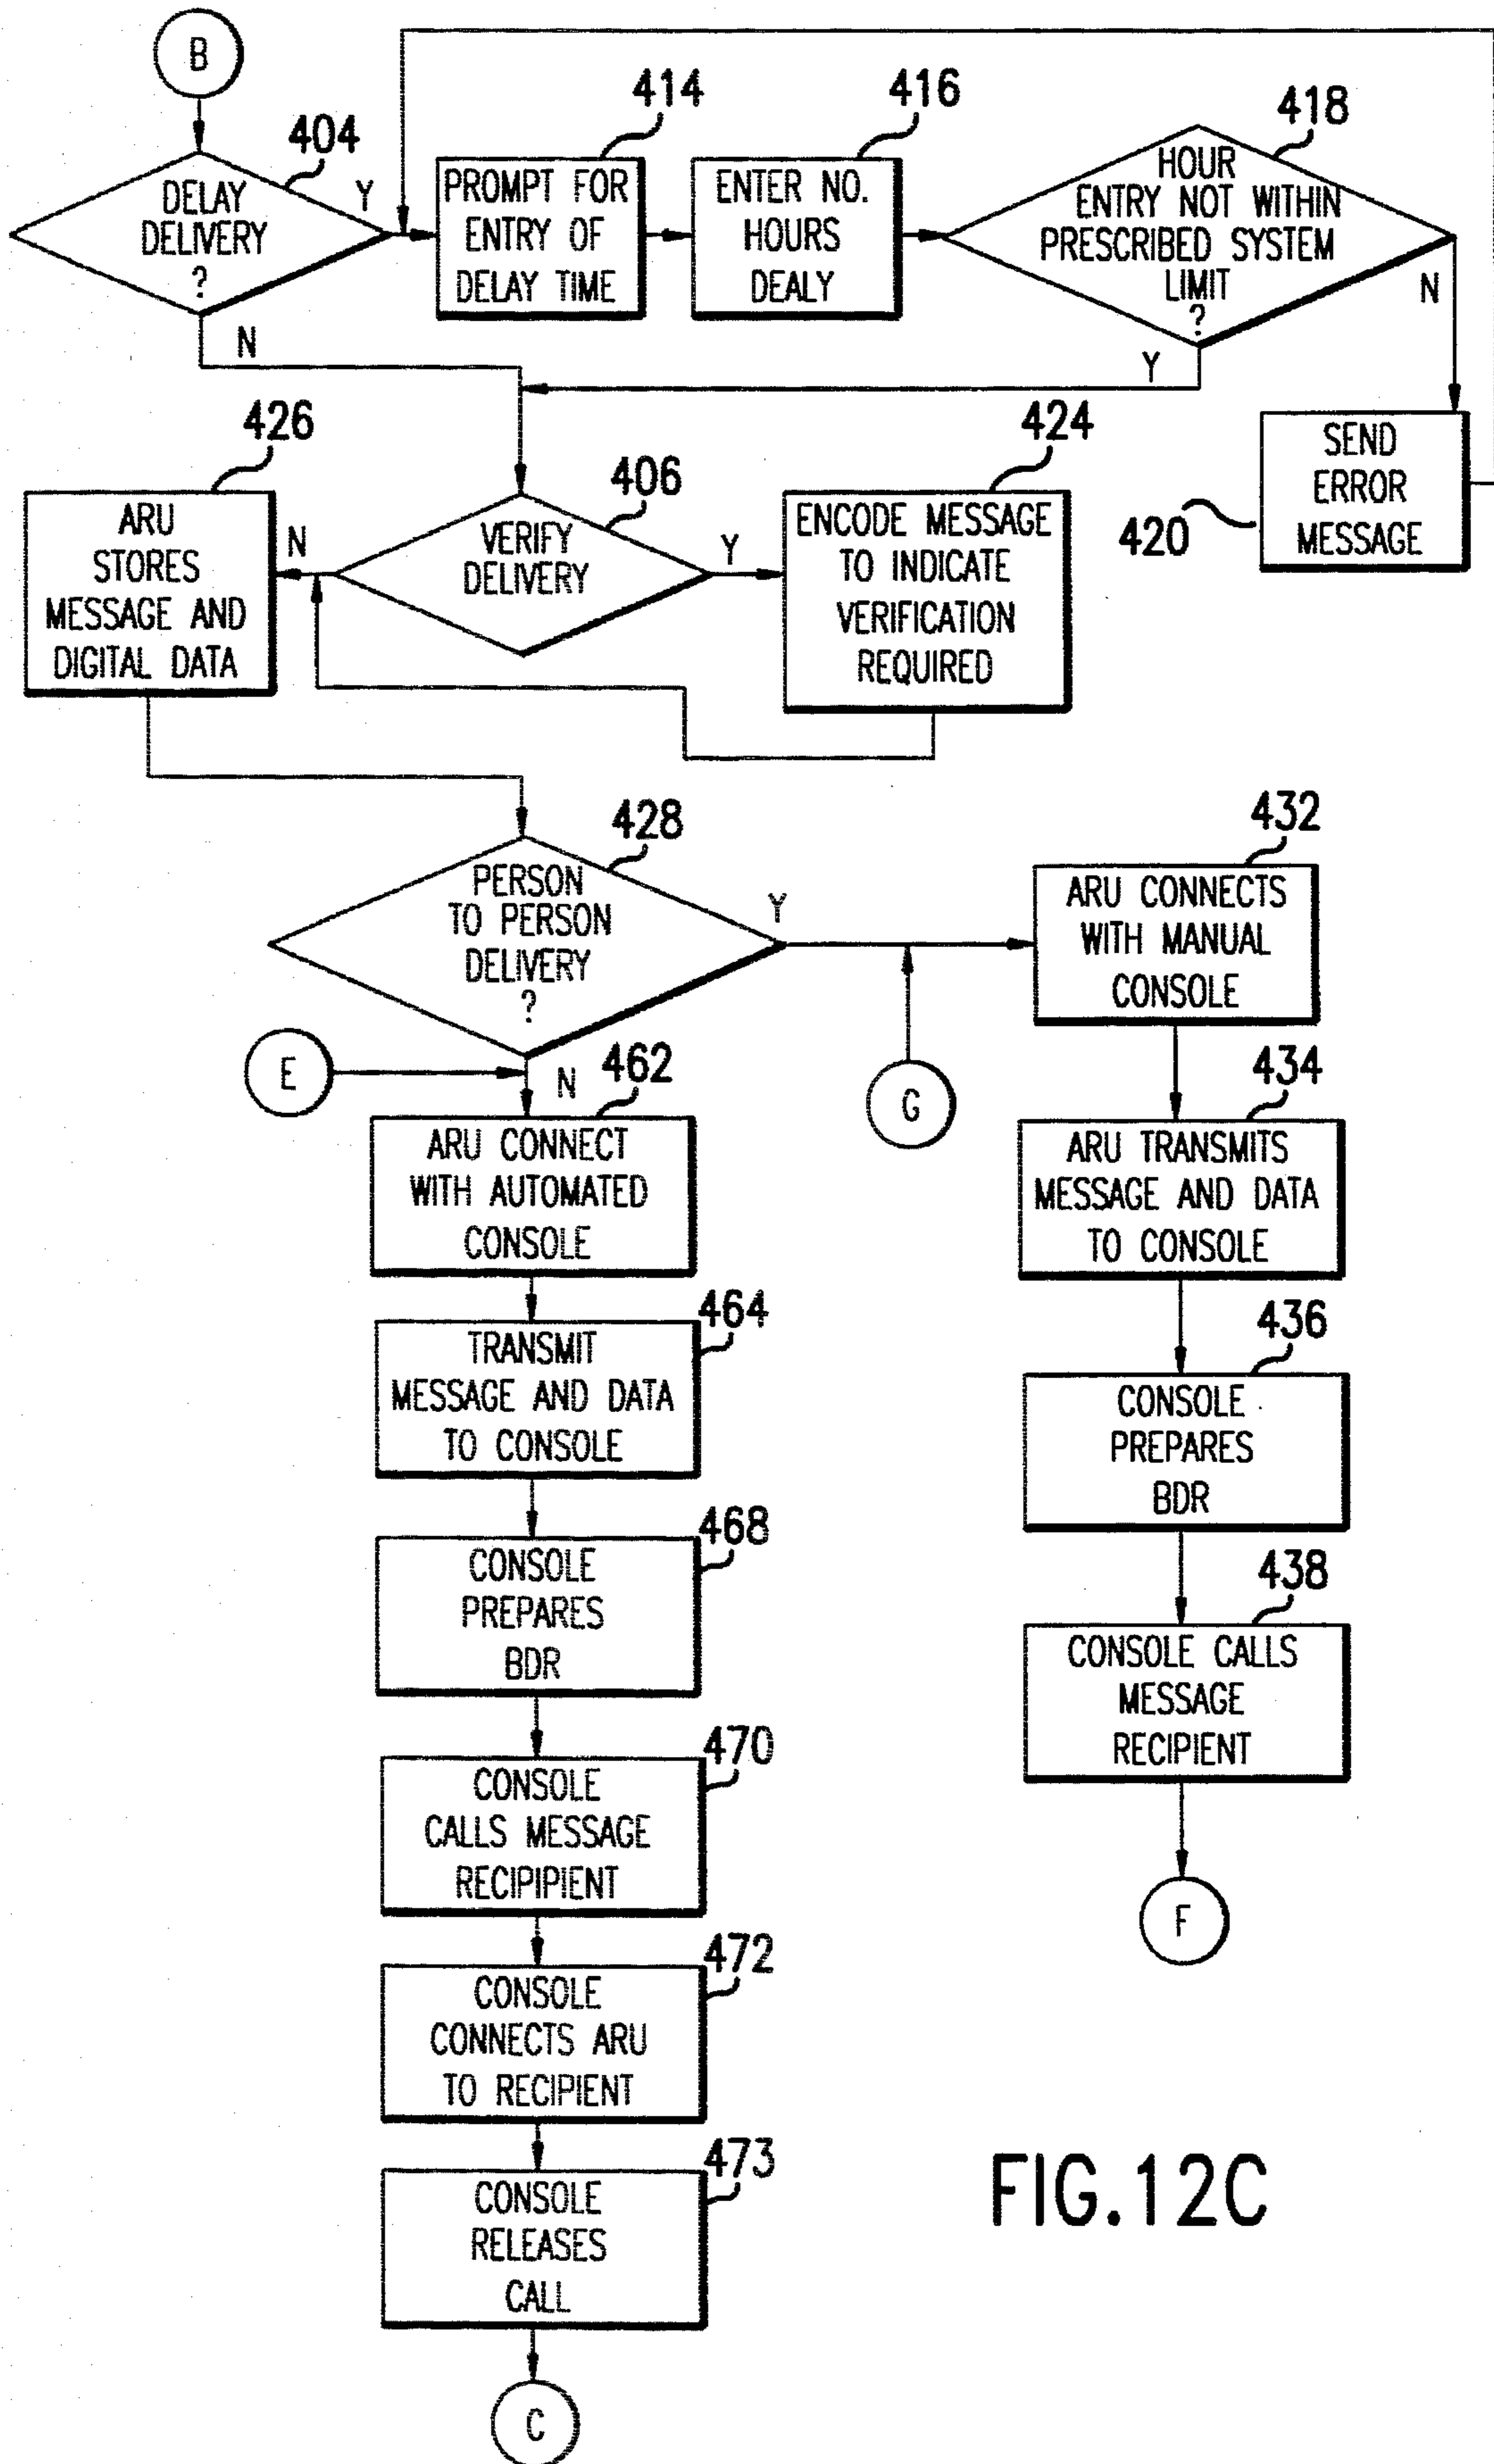 B
404
DELAY
DELIVERY
?
Y
N
414
PROMPT FOR
ENTRY OF
DELAY TIME
416
ENTER NO.
HOURS
DEALY
418
HOUR
ENTRY NOT WITHIN
PRESCRIBED SYSTEM
LIMIT
?
N
Y
420
SEND
ERROR
MESSAGE
426
ARU
STORES
MESSAGE AND
DIGITAL DATA
N
406
VERIFY
DELIVERY
Y
424
ENCODE MESSAGE
TO INDICATE
VERIFICATION
REQUIRED
428
PERSON
TO PERSON
DELIVERY
?
Y
N
E
G
432
ARU CONNECTS
WITH MANUAL
CONSOLE
434
ARU TRANSMITS
MESSAGE AND DATA
TO CONSOLE
436
CONSOLE
PREPARES
BDR
438
CONSOLE CALLS
MESSAGE
RECIPIENT
F
462
ARU CONNECT
WITH AUTOMATED
CONSOLE
464
TRANSMIT
MESSAGE AND DATA
TO CONSOLE
468
CONSOLE
PREPARES
BDR
470
CONSOLE
CALLS MESSAGE
RECIPIPIENT
472
CONSOLE
CONNECTS ARU
TO RECIPIENT
473
CONSOLE
RELEASES
CALL
C
FIG.12C